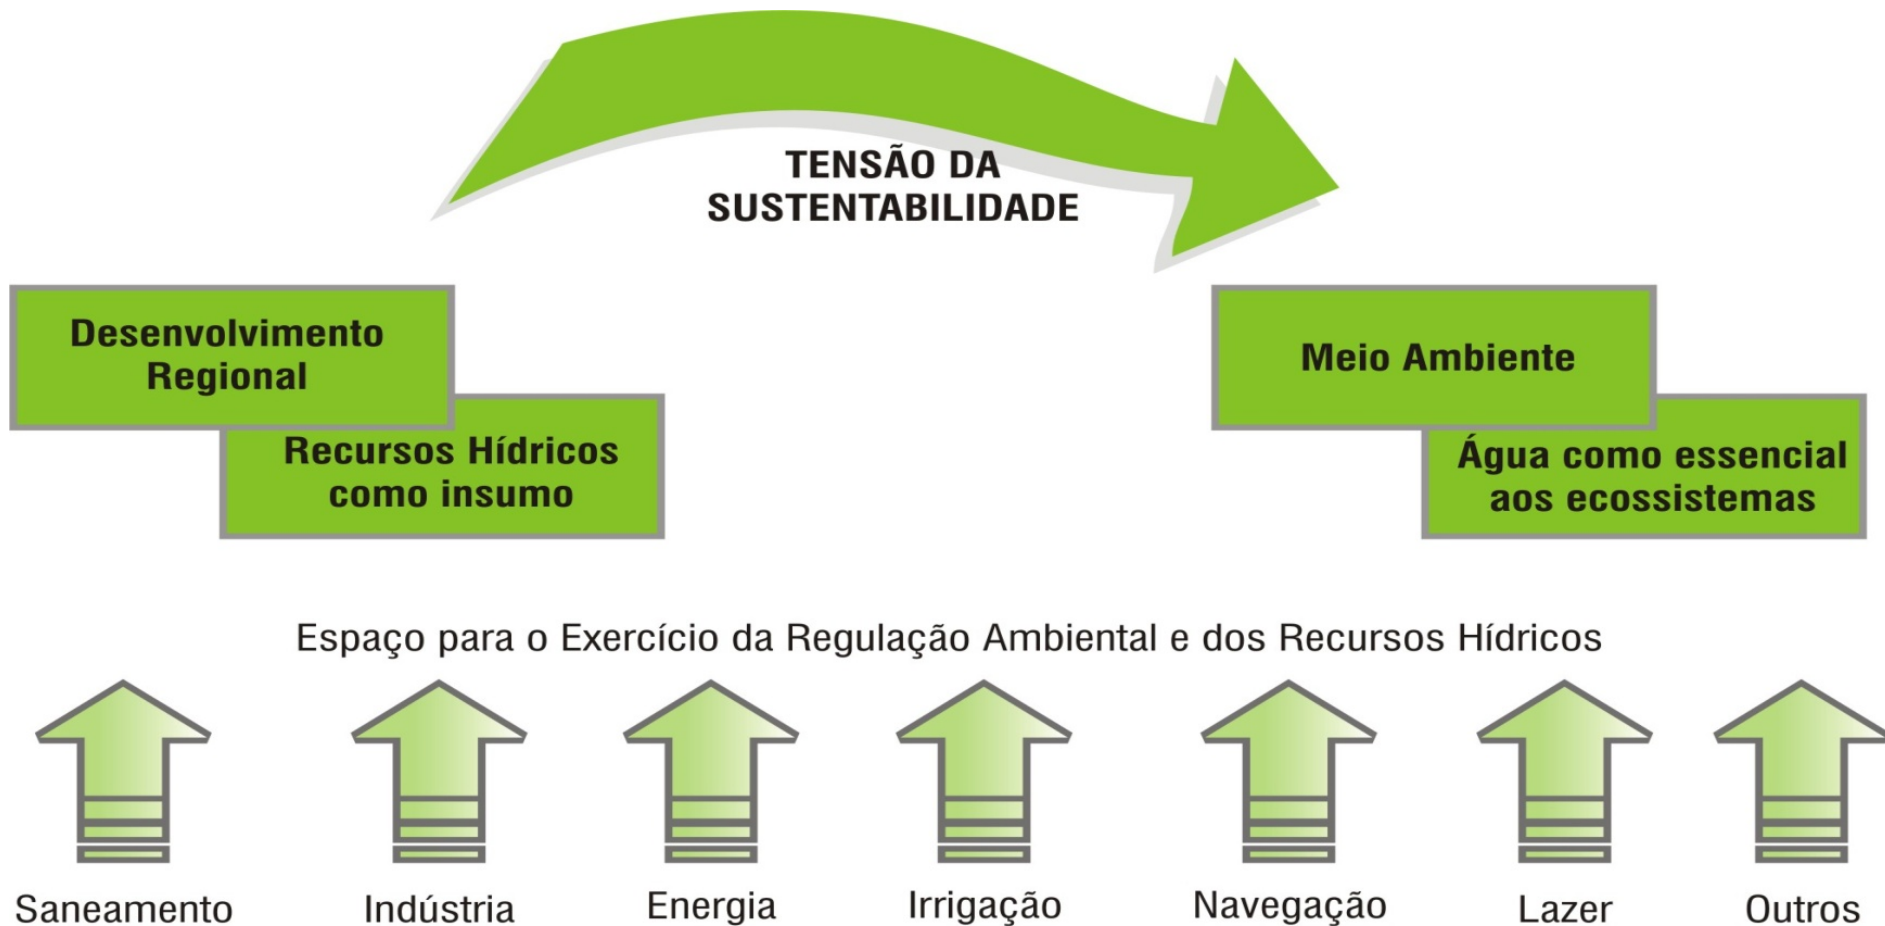 TENSÃO DA
SUSTENTABILIDADE
Desenvolvimento
Regional
Recursos Hídricos
como insumo
Meio Ambiente
Água como essencial
aos ecossistemas
Espaço para o Exercício da Regulação Ambiental e dos Recursos Hídricos
Saneamento
Indústria
Energia
Irrigação
Navegação
Lazer
Outros